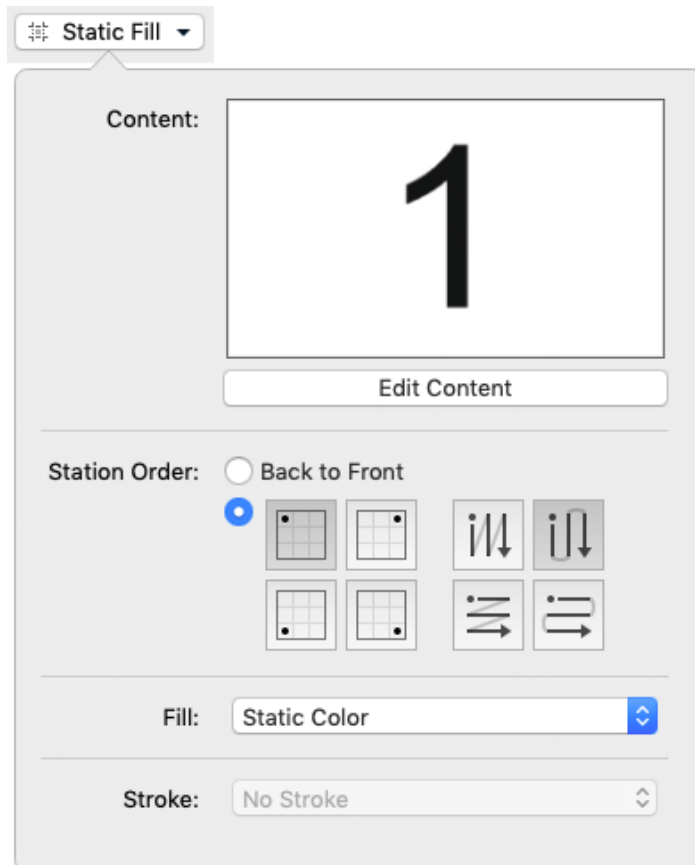 Static Fill
Content:
1
Edit Content
Station Order:
Back to Front
Fill:
Static Color
Stroke:
No Stroke